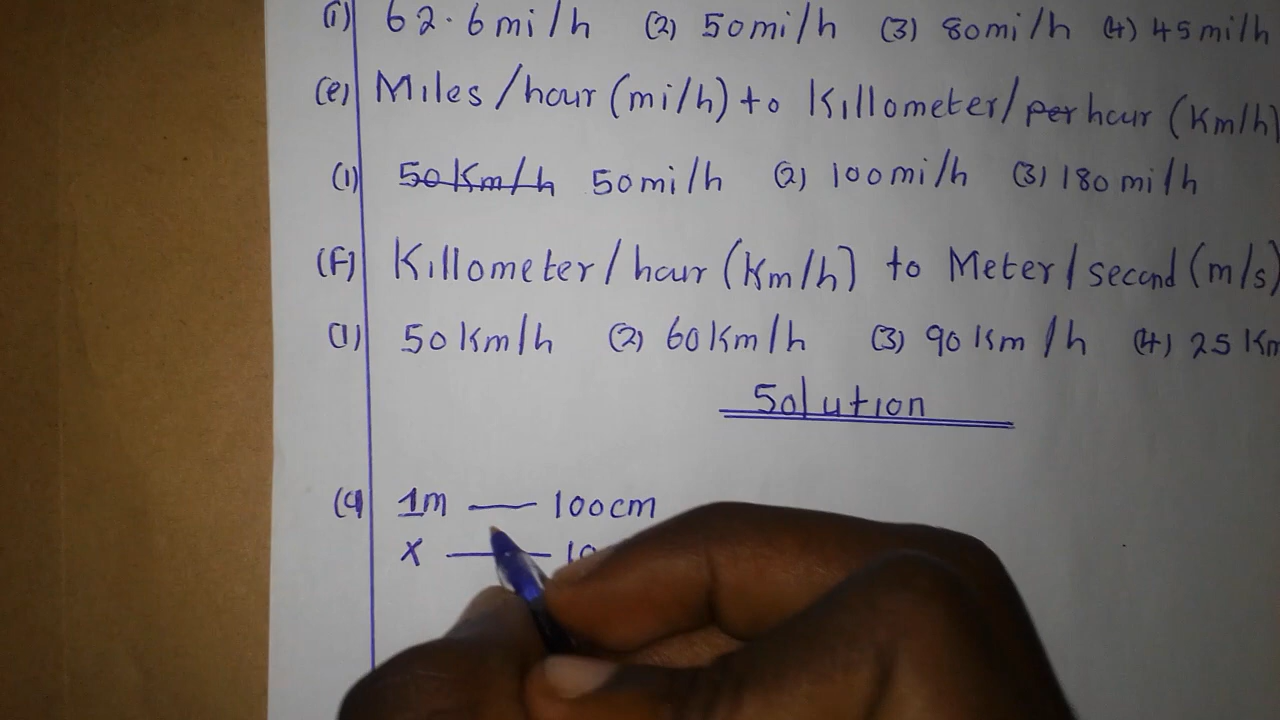 (1) 62.6mi/h (2) 50mi/h (3) 80mi/h (4) 45mi/h
(e) Miles/hour (mi/h) to Killometer/per hour (Km/h)
(1) 50Km/h 50mi/h (2) 100mi/h (3) 180mi/h
(F) Killometer/hour (Km/h) to Meter/second (m/s)
(1) 50Km/h (2) 60Km/h (3) 90Km/h (4) 25 Km
Solution
1m — 100cm
x —